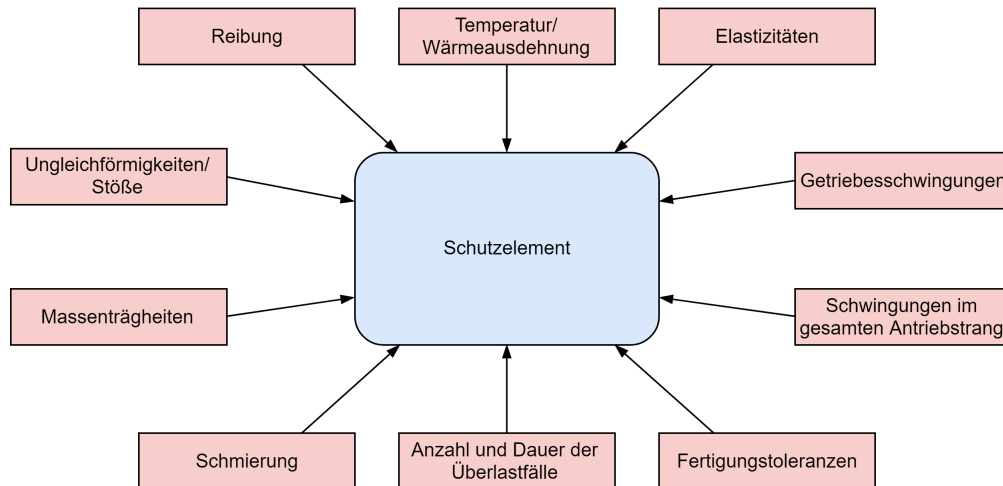 Reibung
Temperatur/
Wärmeausdehnung
Elastizitäten
Ungleichförmigkeiten/
Stöße
Getriebesschwingungen
Schutzelement
Massenträgheiten
Schwingungen im
gesamten Antriebstrang
Schmierung
Anzahl und Dauer der
Überlastfälle
Fertigungstoleranzen